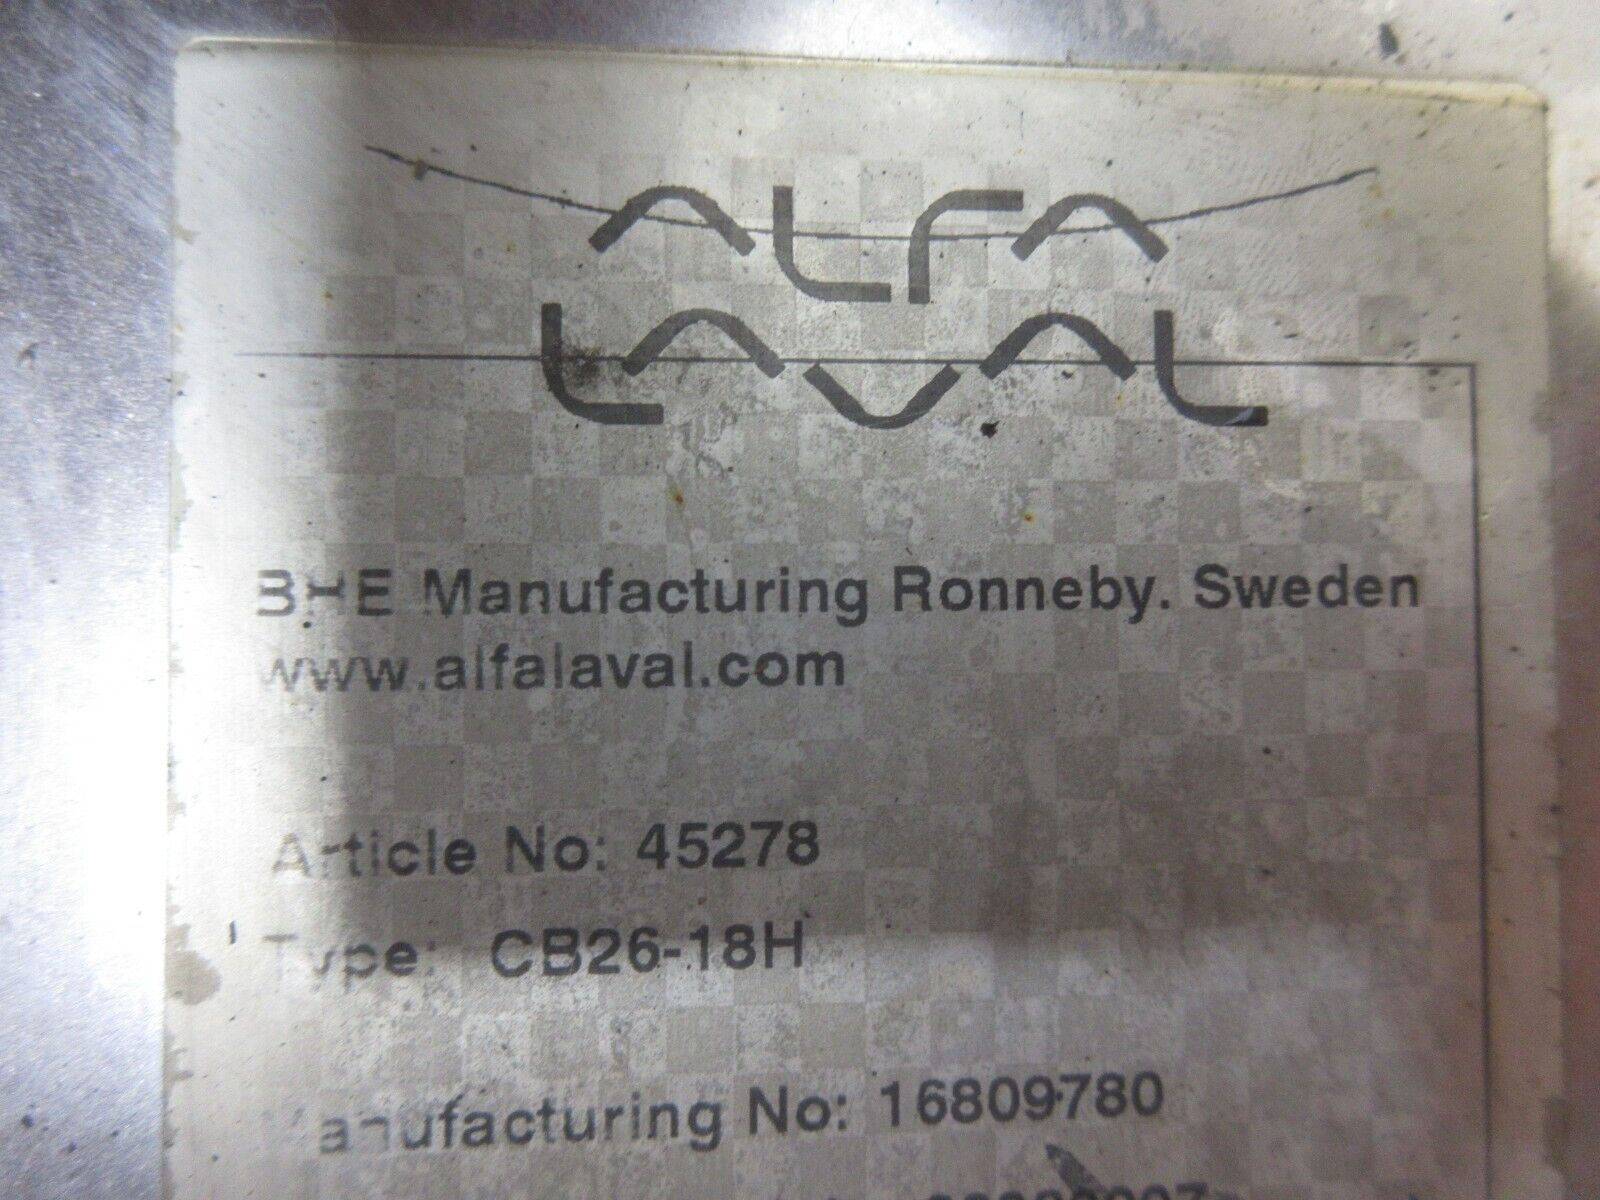 ALFA
LAVAL
BHE Manufacturing Ronneby. Sweden
www.alfalaval.com
Article No: 45278
Type: CB26-18H
Manufacturing No: 16809780